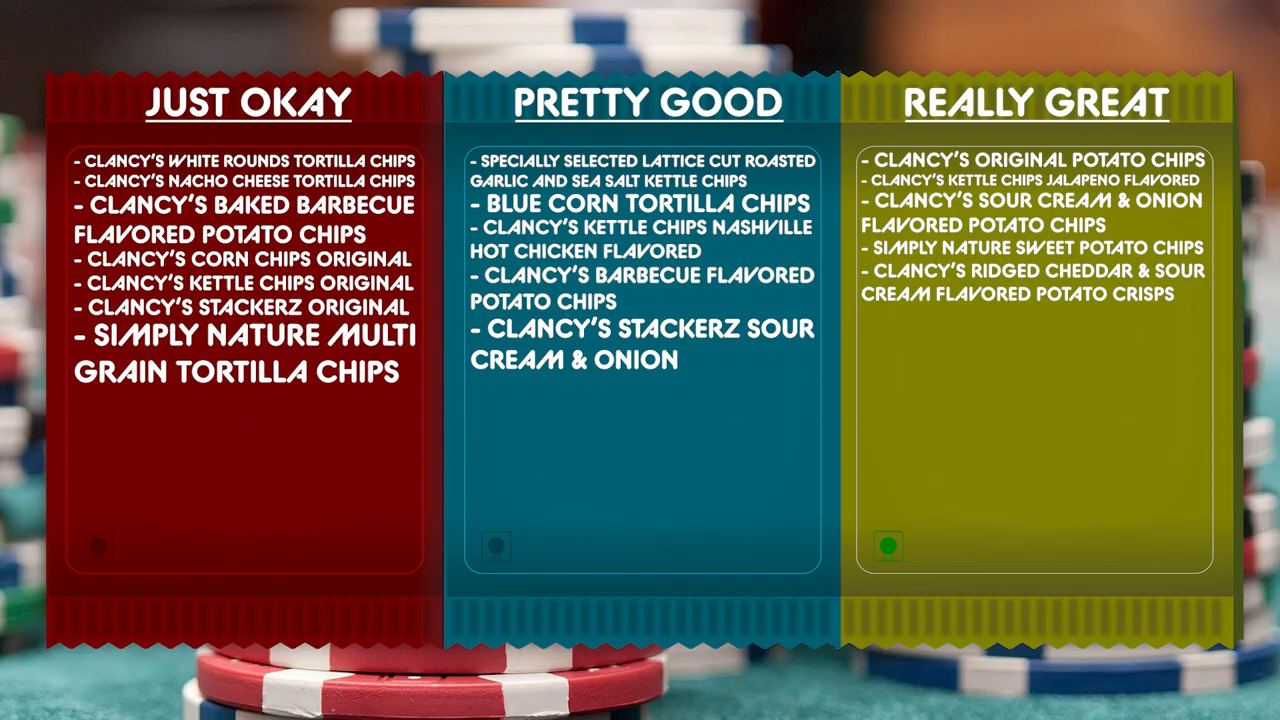 JUST OKAY
- CLANCY'S WHITE ROUNDS TORTILLA CHIPS
- CLANCY'S NACHO CHEESE TORTILLA CHIPS
- CLANCY'S BAKED BARBECUE
FLAVORED POTATO CHIPS
- CLANCY'S CORN CHIPS ORIGINAL
- CLANCY'S KETTLE CHIPS ORIGINAL
- CLANCY'S STACKERZ ORIGINAL
- SIMPLY NATURE MULTI
GRAIN TORTILLA CHIPS
PRETTY GOOD
- SPECIALLY SELECTED LATTICE CUT ROASTED
GARLIC AND SEA SALT KETTLE CHIPS
- BLUE CORN TORTILLA CHIPS
- CLANCY'S KETTLE CHIPS NASHVILLE
HOT CHICKEN FLAVORED
- CLANCY'S BARBECUE FLAVORED
POTATO CHIPS
- CLANCY'S STACKERZ SOUR
CREAM & ONION
REALLY GREAT
- CLANCY'S ORIGINAL POTATO CHIPS
- CLANCY'S KETTLE CHIPS JALAPENO FLAVORED
- CLANCY'S SOUR CREAM & ONION
FLAVORED POTATO CHIPS
- SIMPLY NATURE SWEET POTATO CHIPS
- CLANCY'S RIDGED CHEDDAR & SOUR
CREAM FLAVORED POTATO CRISPS